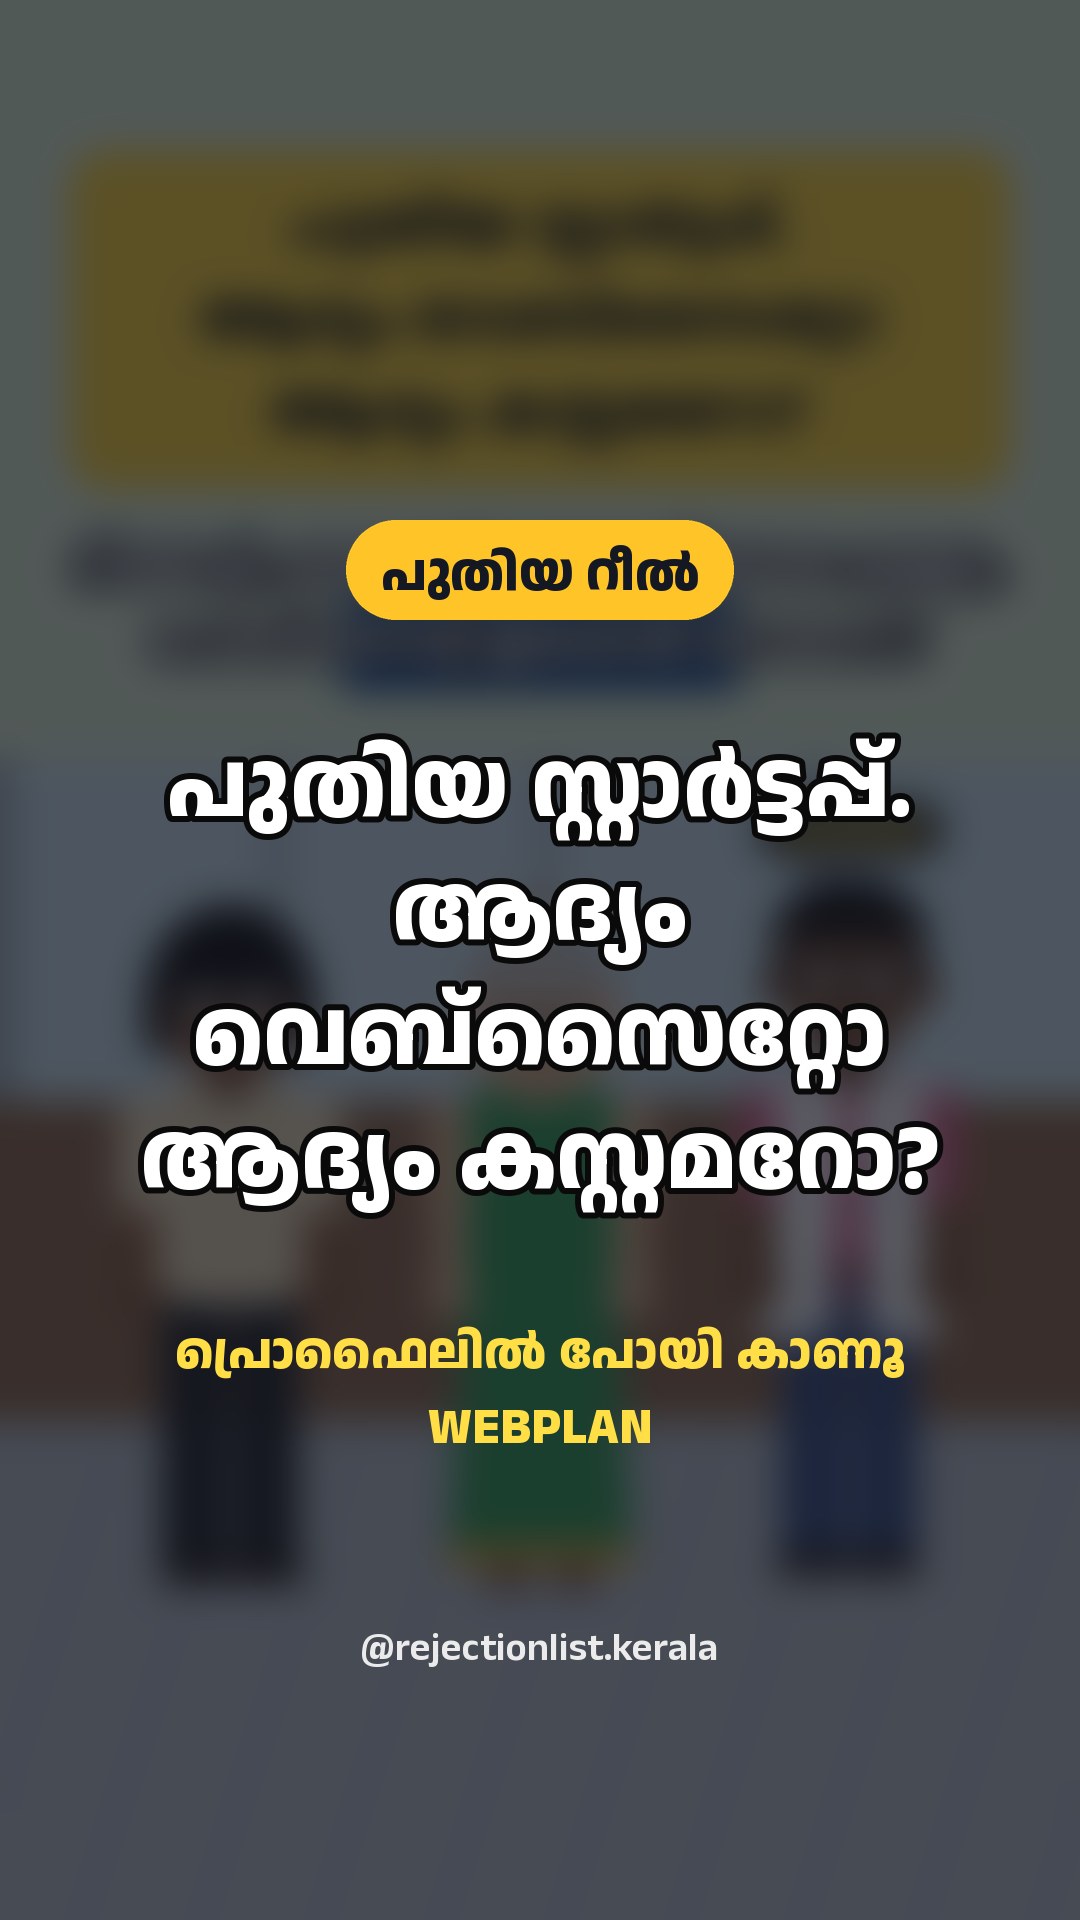 പുതിയ റീൽ
പുതിയ സ്റ്റാർട്ടപ്പ്.
ആദ്യം
വെബ്സൈറ്റോ
ആദ്യം കസ്റ്റമറോ?
പ്രൊഫൈലിൽ പോയി കാണൂ
WEBPLAN
@rejectionlist.kerala